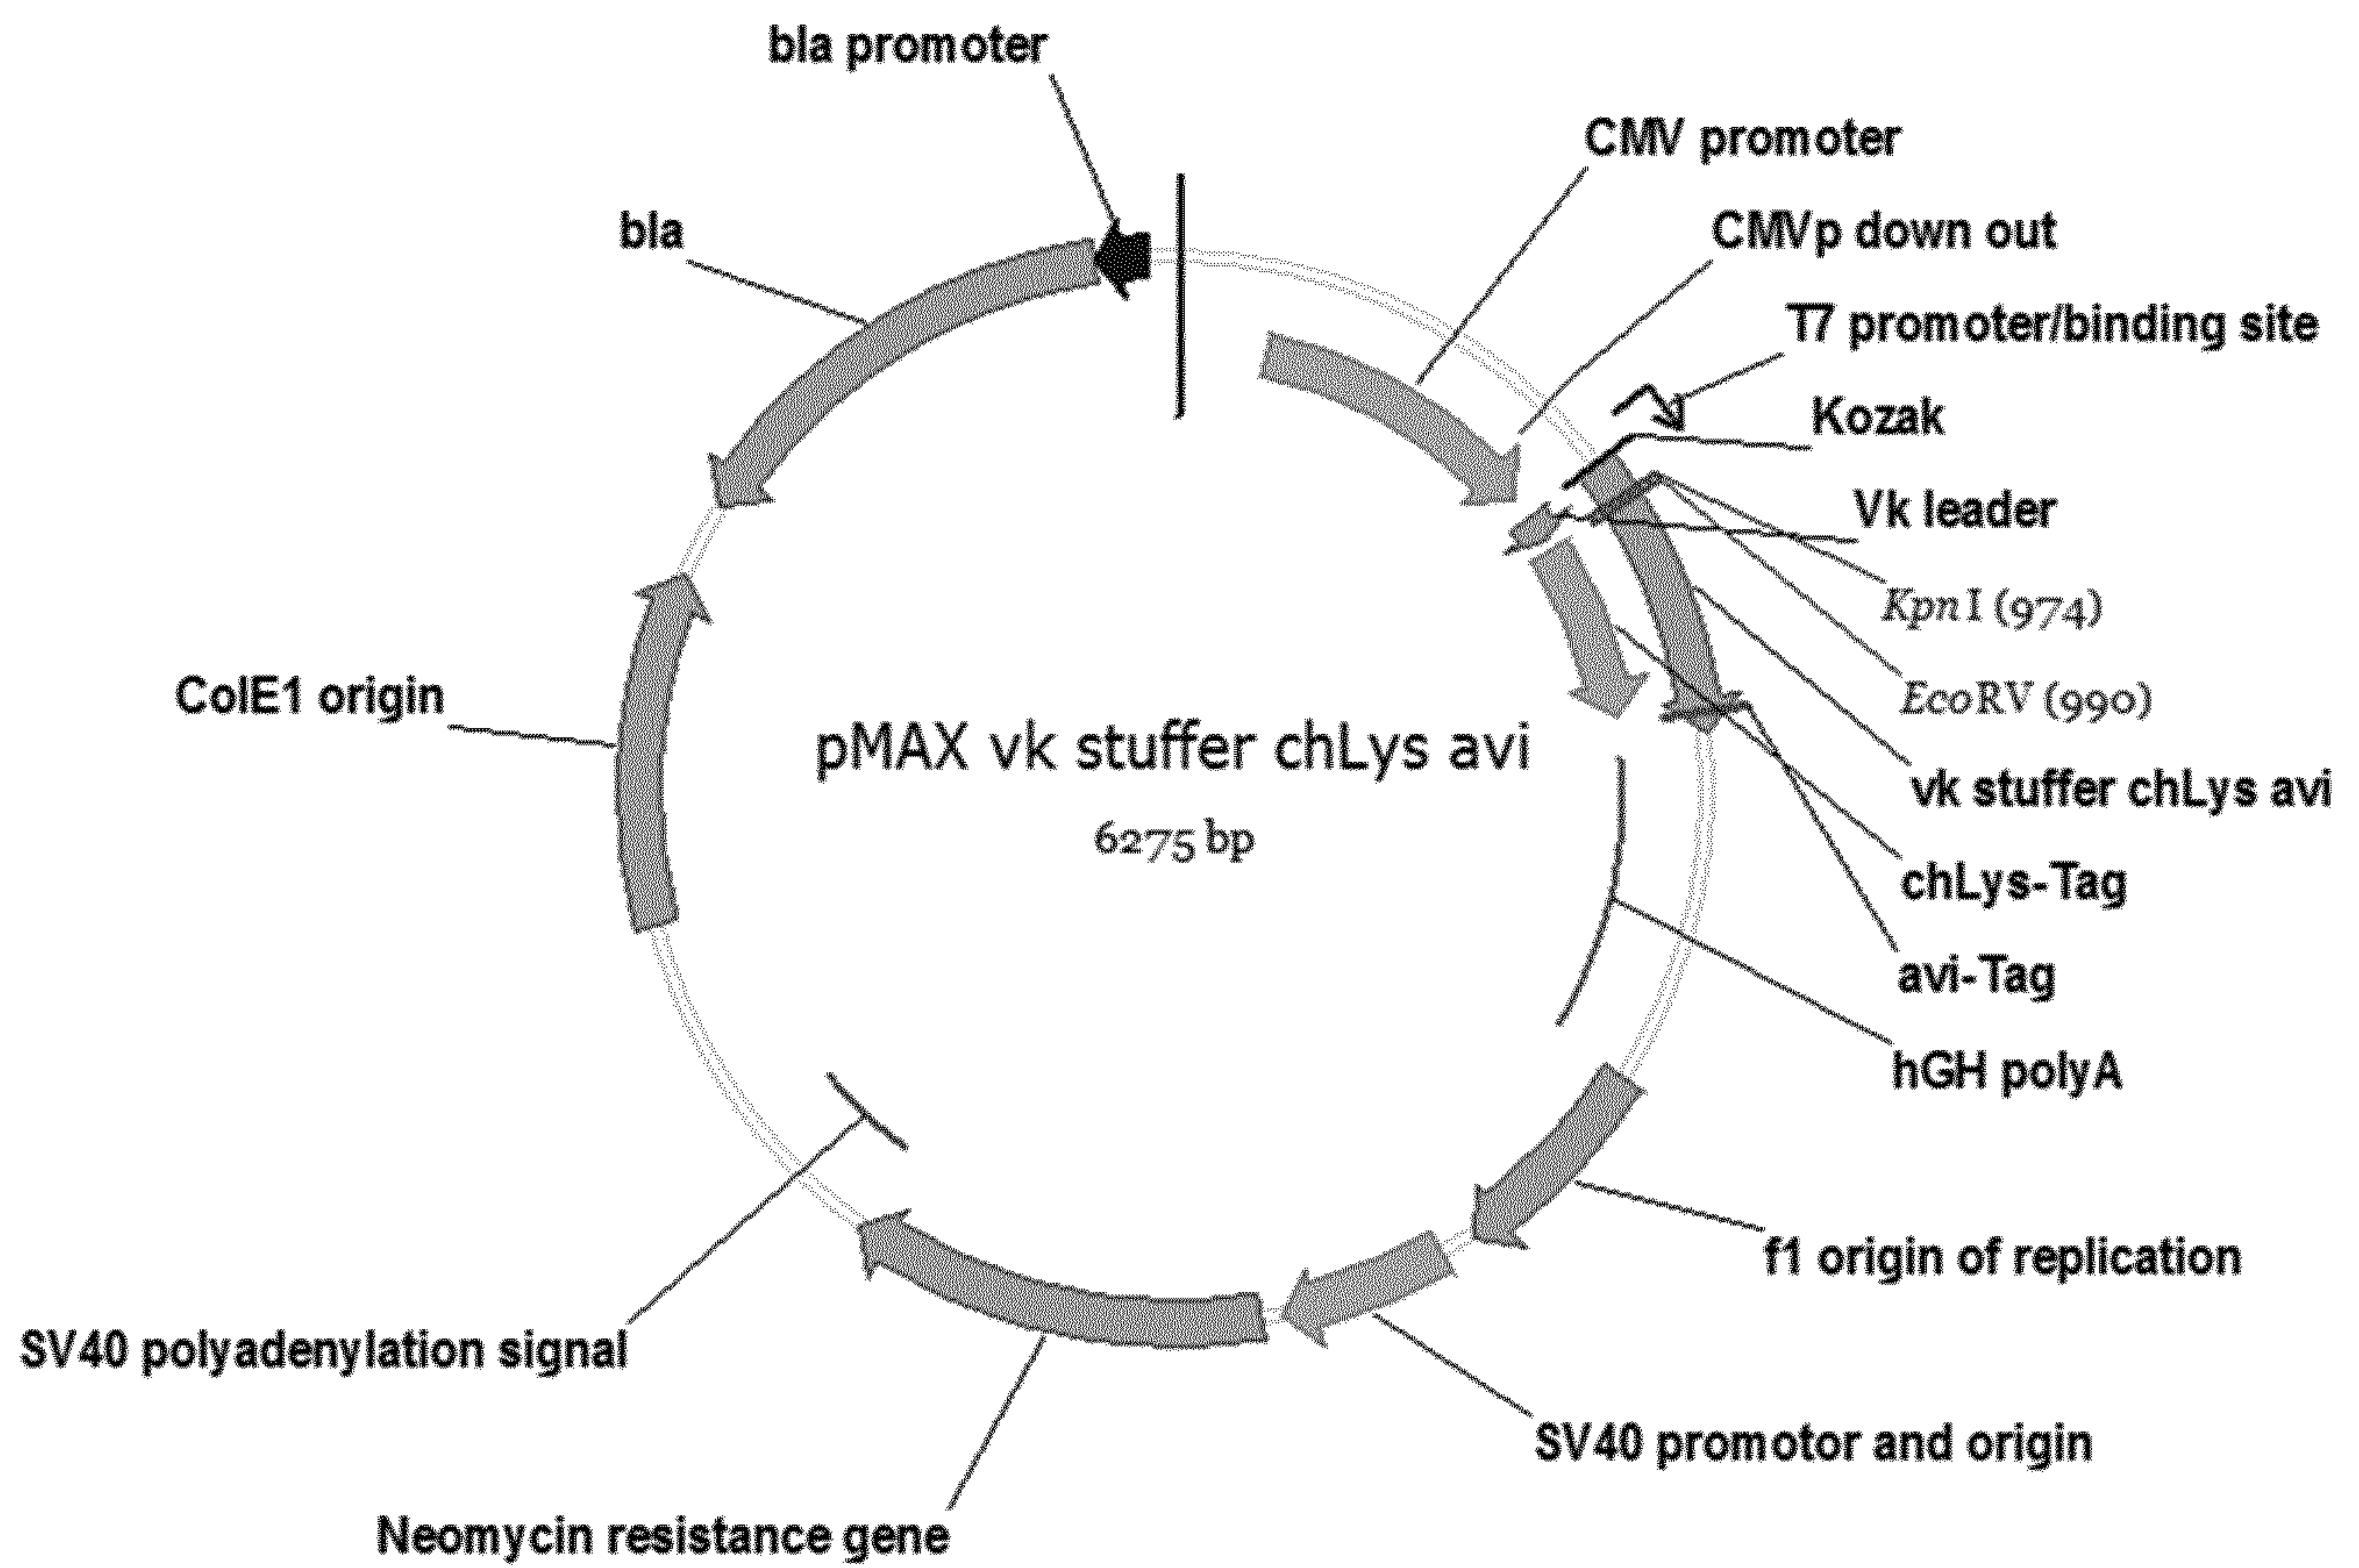 bla promoter
CMV promoter
bla
CMVp down out
T7 promoter/binding site
Kozak
Vk leader
KpnI (974)
ColE1 origin
EcoRV (990)
pMAX vk stuffer chLys avi
6275 bp
vk stuffer chLys avi
chLys-Tag
avi-Tag
hGH polyA
f1 origin of replication
SV40 polyadenylation signal
SV40 promotor and origin
Neomycin resistance gene